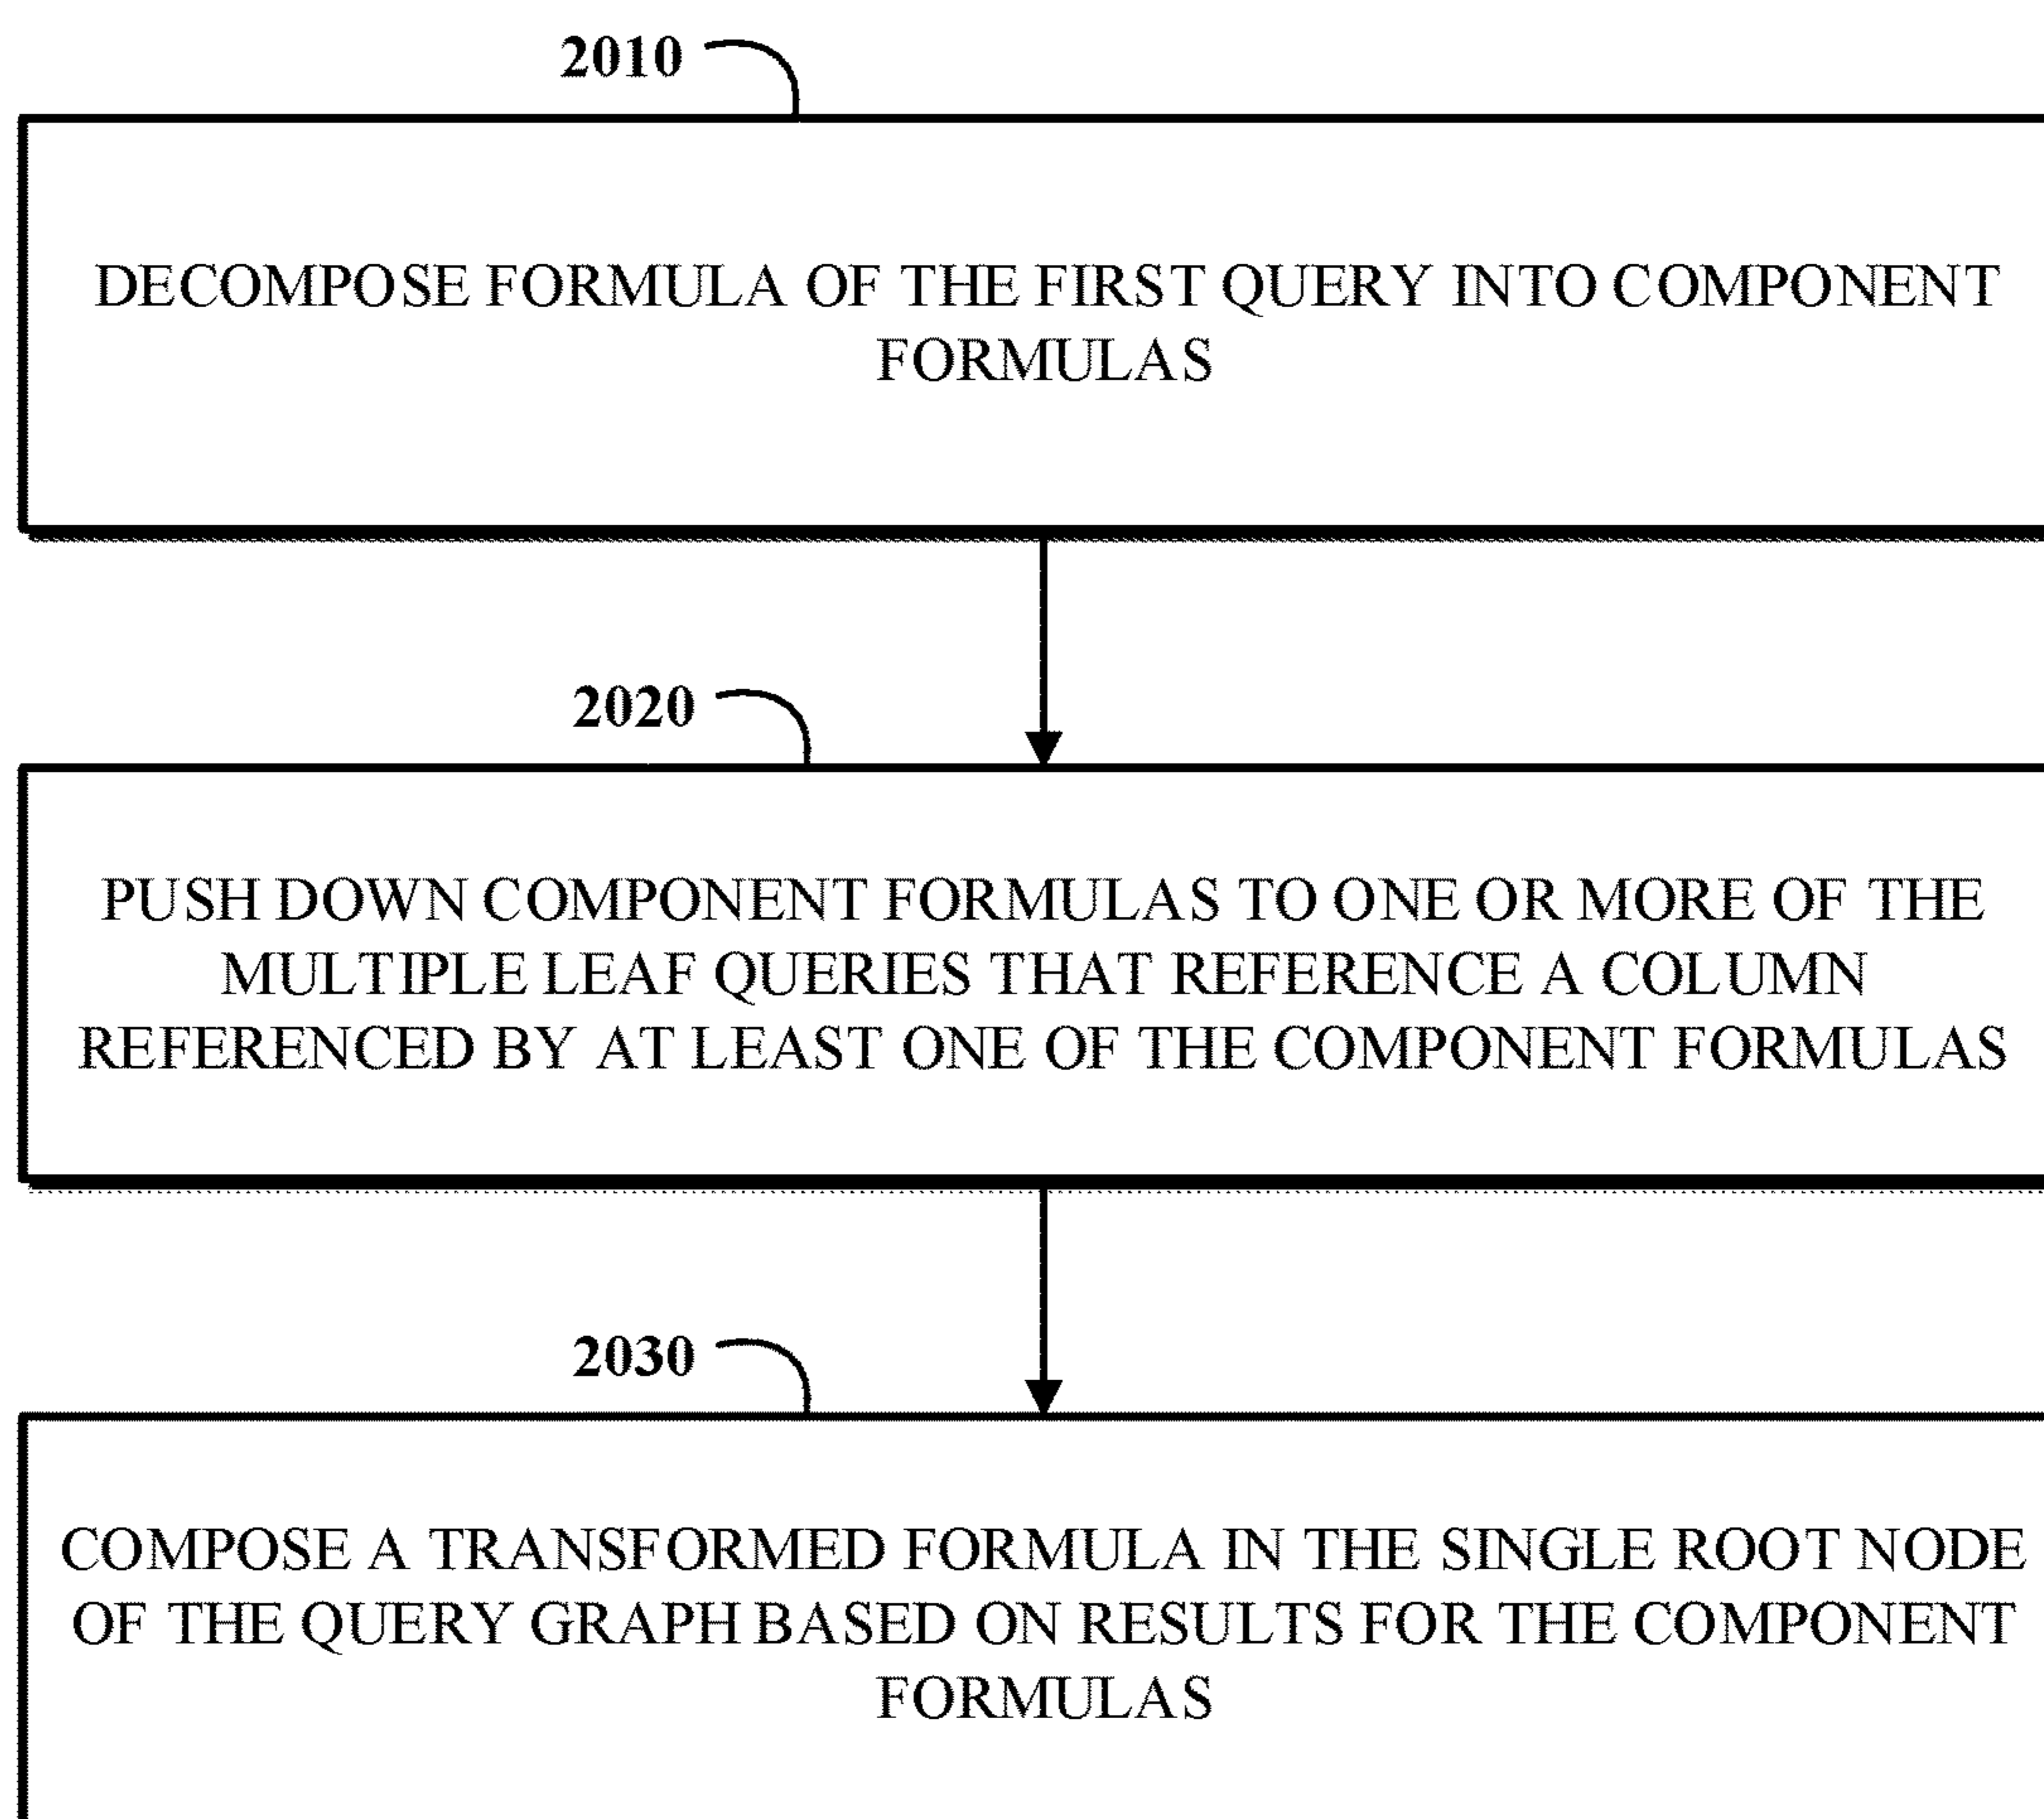 2010
DECOMPOSE FORMULA OF THE FIRST QUERY INTO COMPONENT
FORMULAS
2020
PUSH DOWN COMPONENT FORMULAS TO ONE OR MORE OF THE
MULTIPLE LEAF QUERIES THAT REFERENCE A COLUMN
REFERENCED BY AT LEAST ONE OF THE COMPONENT FORMULAS
2030
COMPOSE A TRANSFORMED FORMULA IN THE SINGLE ROOT NODE
OF THE QUERY GRAPH BASED ON RESULTS FOR THE COMPONENT
FORMULAS